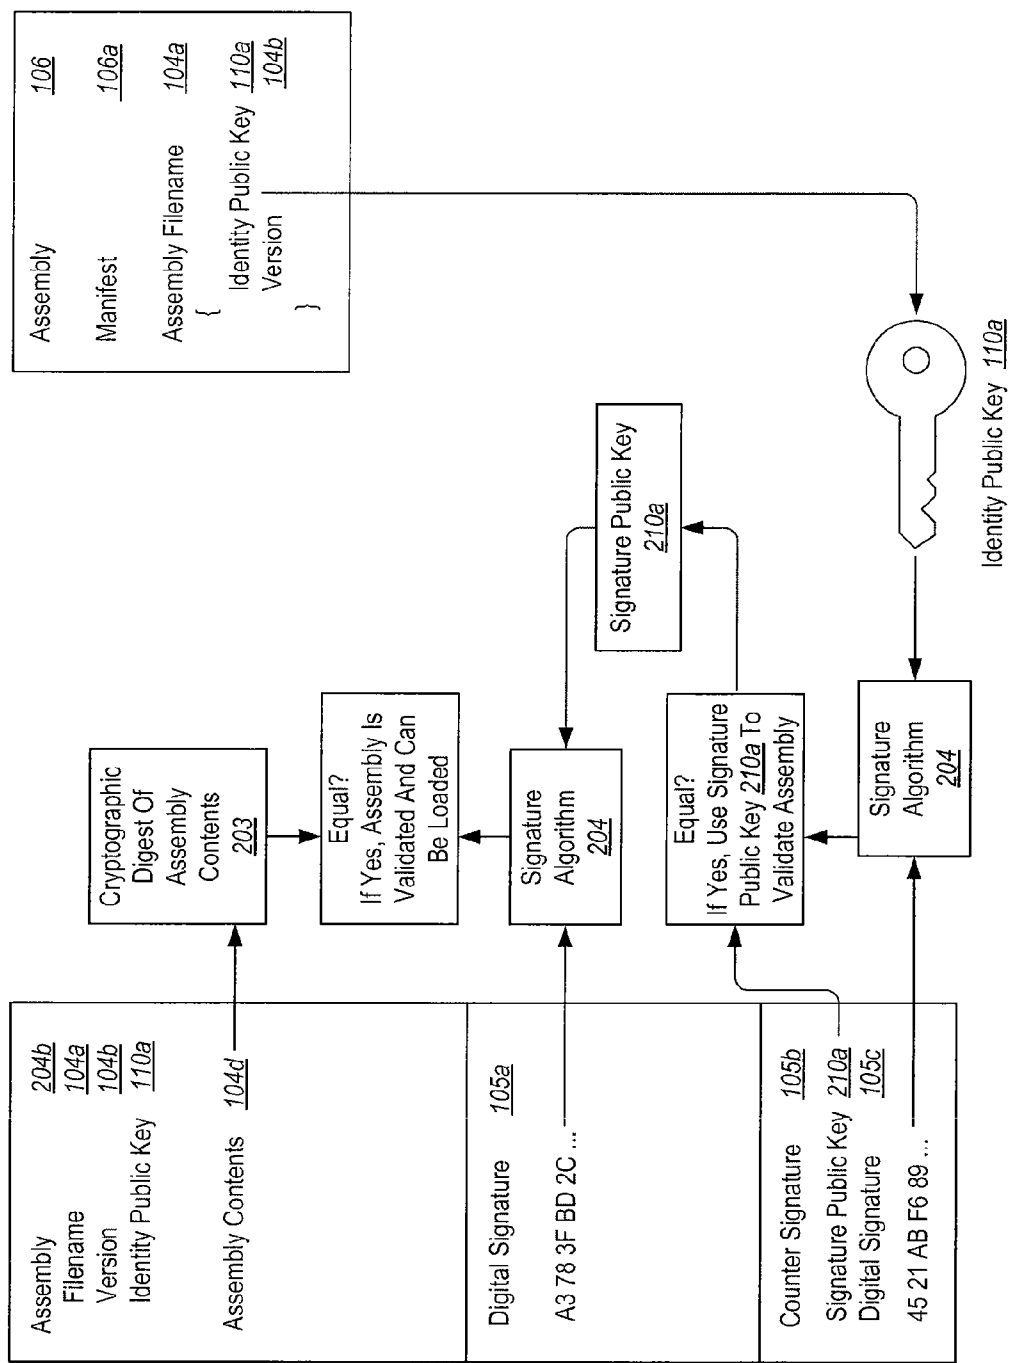 Assembly 204b
Filename 104a
Version 104b
Identity Public Key 110a
Assembly Contents 104d
Digital Signature 105a
A3 78 3F BD 2C ...
Counter Signature 105b
Signature Public Key 210a
Digital Signature 105c
45 21 AB F6 89 ...
Cryptographic
Digest Of
Assembly
Contents
203
Equal?
If Yes, Assembly Is
Validated And Can
Be Loaded
Signature
Algorithm
204
Equal?
If Yes, Use Signature
Public Key 210a To
Validate Assembly
Signature
Algorithm
204
Signature Public Key
210a
Assembly 106
Manifest 106a
Assembly Filename 104a
{
Identity Public Key 110a
Version 104b
}
Identity Public Key 110a